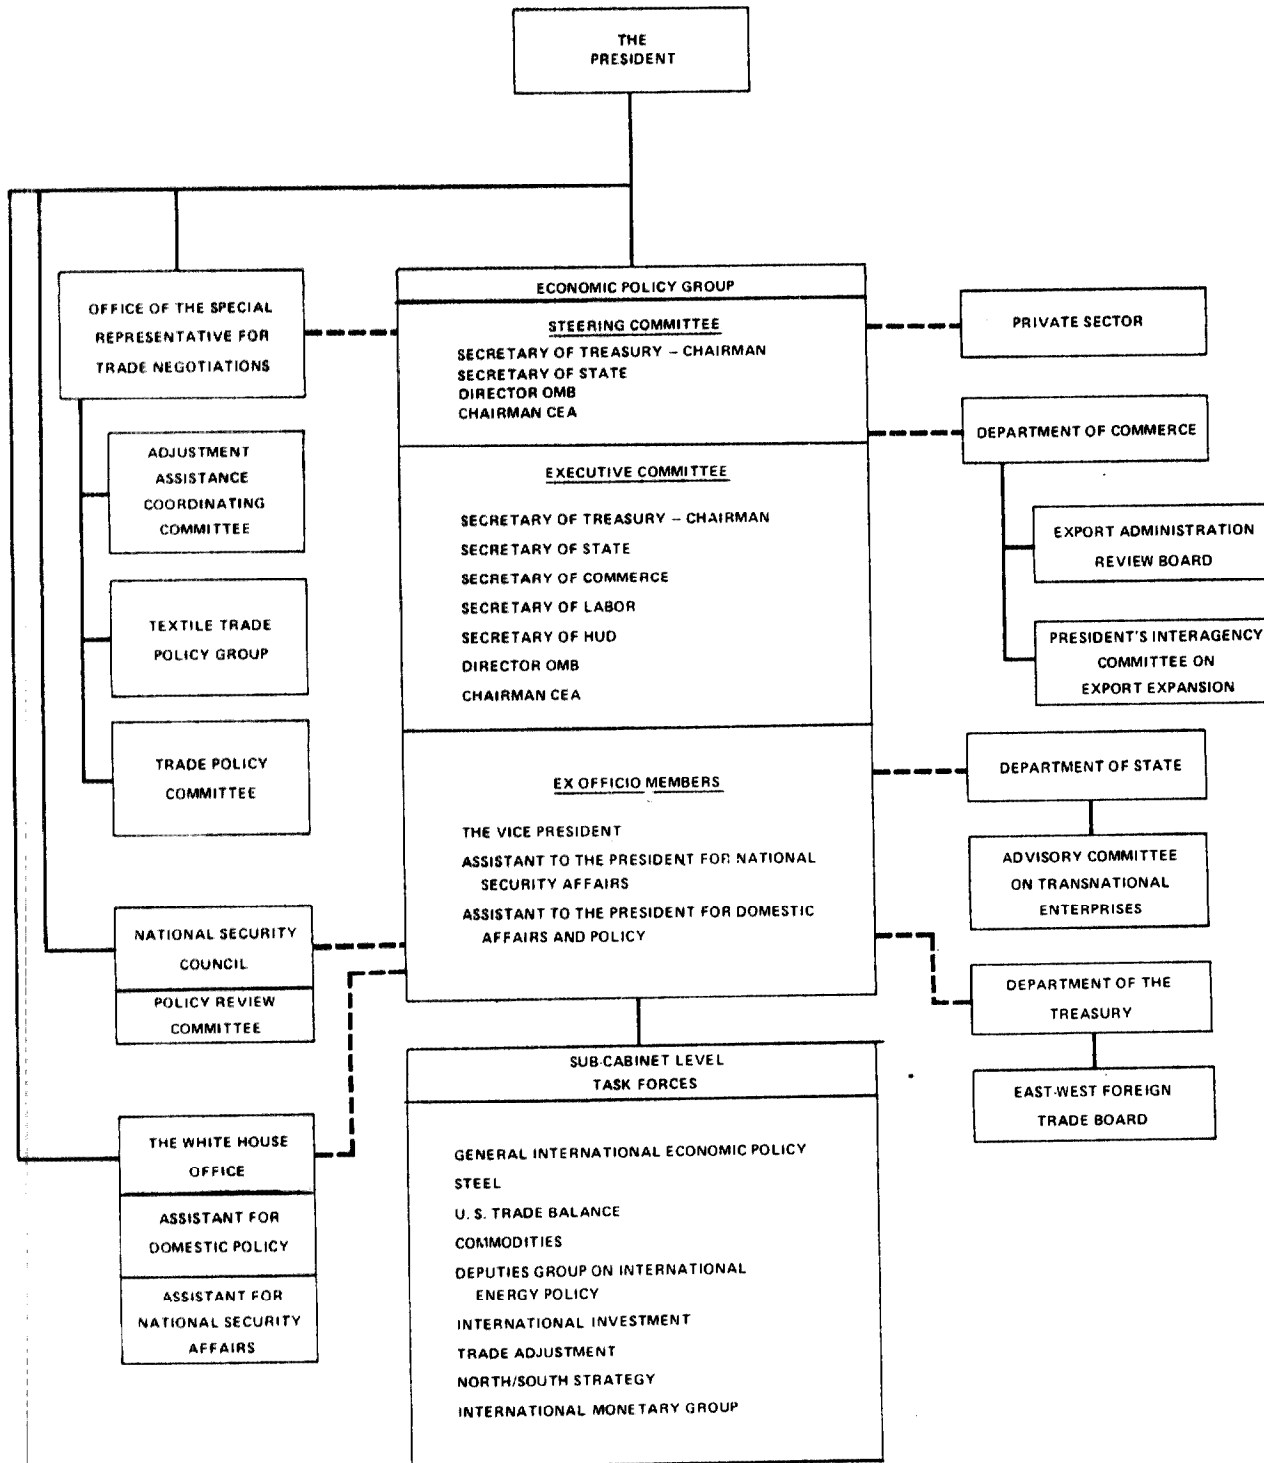 THE
PRESIDENT
OFFICE OF THE SPECIAL
REPRESENTATIVE FOR
TRADE NEGOTIATIONS
ADJUSTMENT
ASSISTANCE
COORDINATING
COMMITTEE
TEXTILE TRADE
POLICY GROUP
TRADE POLICY
COMMITTEE
NATIONAL SECURITY
COUNCIL
POLICY REVIEW
COMMITTEE
THE WHITE HOUSE
OFFICE
ASSISTANT FOR
DOMESTIC POLICY
ASSISTANT FOR
NATIONAL SECURITY
AFFAIRS
ECONOMIC POLICY GROUP
STEERING COMMITTEE
SECRETARY OF TREASURY – CHAIRMAN
SECRETARY OF STATE
DIRECTOR OMB
CHAIRMAN CEA
EXECUTIVE COMMITTEE
SECRETARY OF TREASURY – CHAIRMAN
SECRETARY OF STATE
SECRETARY OF COMMERCE
SECRETARY OF LABOR
SECRETARY OF HUD
DIRECTOR OMB
CHAIRMAN CEA
EX OFFICIO MEMBERS
THE VICE PRESIDENT
ASSISTANT TO THE PRESIDENT FOR NATIONAL
SECURITY AFFAIRS
ASSISTANT TO THE PRESIDENT FOR DOMESTIC
AFFAIRS AND POLICY
SUB-CABINET LEVEL
TASK FORCES
GENERAL INTERNATIONAL ECONOMIC POLICY
STEEL
U. S. TRADE BALANCE
COMMODITIES
DEPUTIES GROUP ON INTERNATIONAL
ENERGY POLICY
INTERNATIONAL INVESTMENT
TRADE ADJUSTMENT
NORTH/SOUTH STRATEGY
INTERNATIONAL MONETARY GROUP
PRIVATE SECTOR
DEPARTMENT OF COMMERCE
EXPORT ADMINISTRATION
REVIEW BOARD
PRESIDENT'S INTERAGENCY
COMMITTEE ON
EXPORT EXPANSION
DEPARTMENT OF STATE
ADVISORY COMMITTEE
ON TRANSNATIONAL
ENTERPRISES
DEPARTMENT OF THE
TREASURY
EAST-WEST FOREIGN
TRADE BOARD